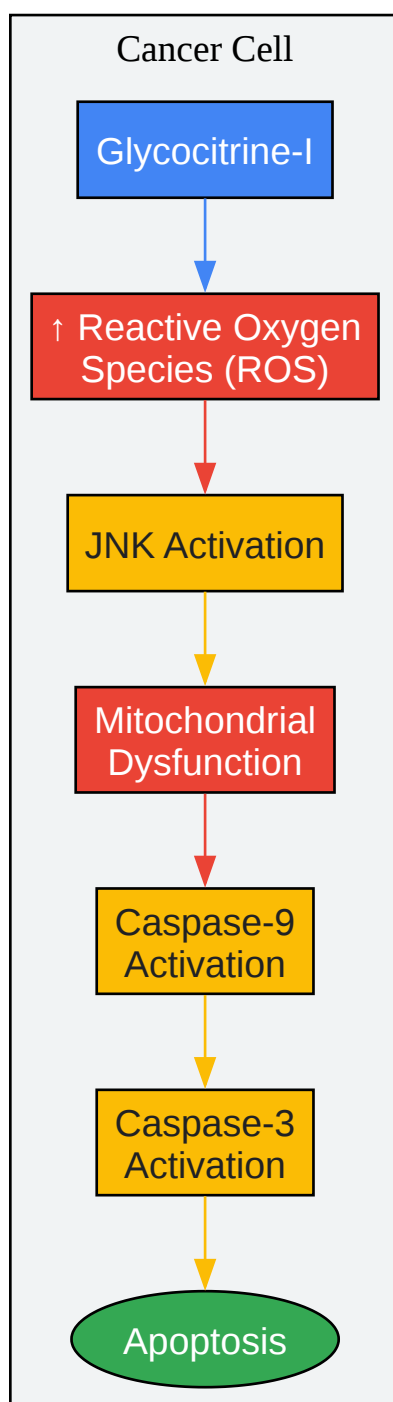 Cancer Cell
Glycocitrine-I
↑ Reactive Oxygen
Species (ROS)
JNK Activation
Mitochondrial
Dysfunction
Caspase-9
Activation
Caspase-3
Activation
Apoptosis